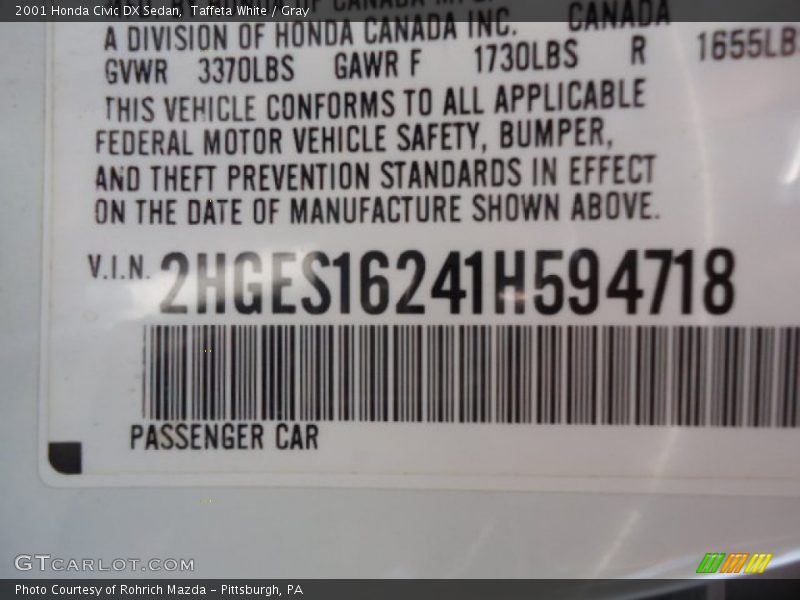 2001 Honda Civic DX Sedan, Taffeta White / Gray
CANADA
A DIVISION OF HONDA CANADA INC. CANADA
GVWR 3370LBS GAWR F 1730LBS R 1655LB
THIS VEHICLE CONFORMS TO ALL APPLICABLE
FEDERAL MOTOR VEHICLE SAFETY, BUMPER,
AND THEFT PREVENTION STANDARDS IN EFFECT
ON THE DATE OF MANUFACTURE SHOWN ABOVE.
V.I.N. 2HGES16241H594718
PASSENGER CAR
GTCARLOT.COM
Photo Courtesy of Rohrich Mazda - Pittsburgh, PA